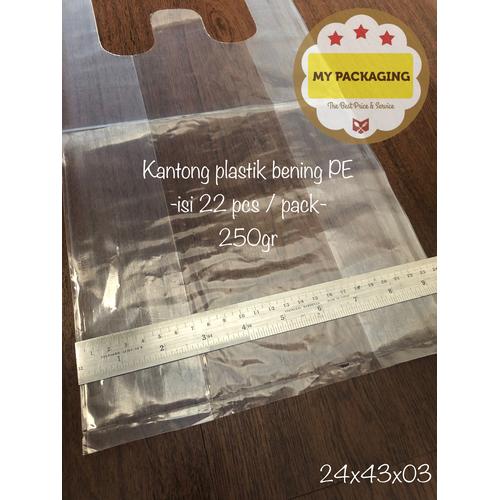 MY PACKAGING
The Best Price & Service
Kantong plastik bening PE
-isi 22 pcs / pack-
250gr
24x43x03